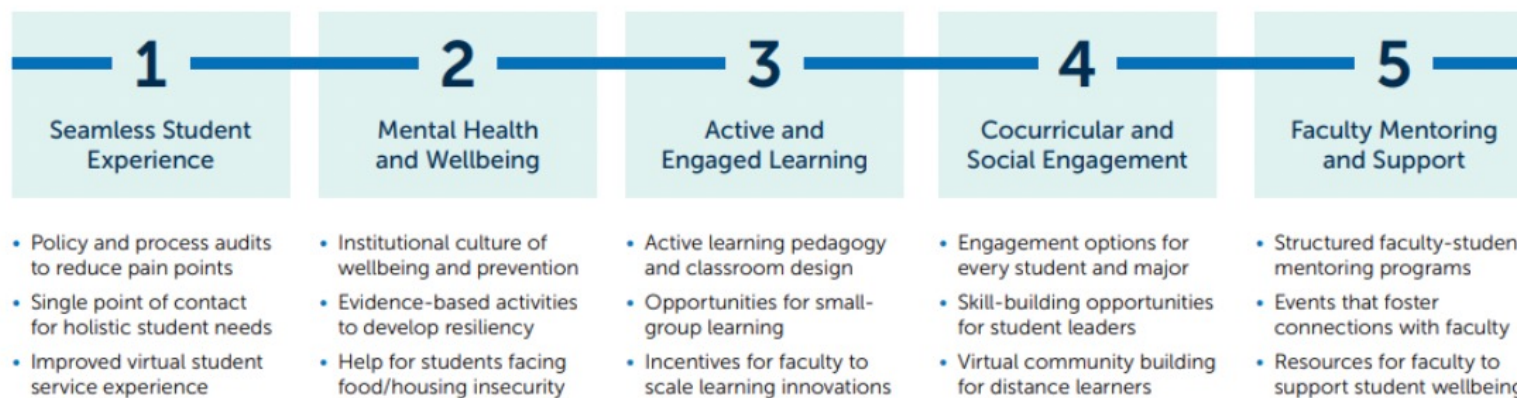 1
Seamless Student
Experience
• Policy and process audits
to reduce pain points
• Single point of contact
for holistic student needs
• Improved virtual student
service experience
2
Mental Health
and Wellbeing
• Institutional culture of
wellbeing and prevention
• Evidence-based activities
to develop resiliency
• Help for students facing
food/housing insecurity
3
Active and
Engaged Learning
• Active learning pedagogy
and classroom design
• Opportunities for small-
group learning
• Incentives for faculty to
scale learning innovations
4
Cocurricular and
Social Engagement
• Engagement options for
every student and major
• Skill-building opportunities
for student leaders
• Virtual community building
for distance learners
5
Faculty Mentoring
and Support
• Structured faculty-studen
mentoring programs
• Events that foster
connections with faculty
• Resources for faculty to
support student wellbeing